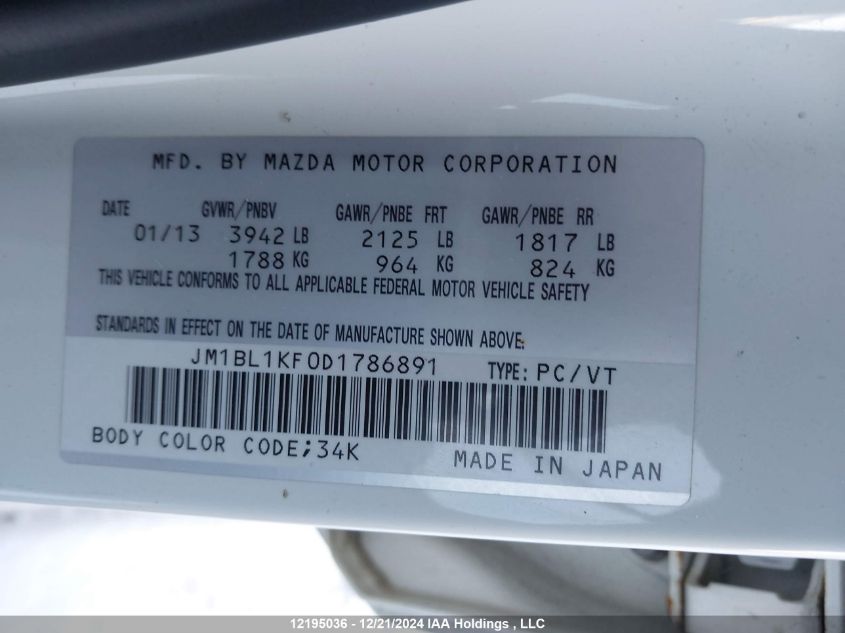 MFD. BY MAZDA MOTOR CORPORATION
DATE GVWR/PNBV GAWR/PNBE FRT GAWR/PNBE RR
01/13 3942 LB 2125 LB 1817 LB
1788 KG 964 KG 824 KG
THIS VEHICLE CONFORMS TO ALL APPLICABLE FEDERAL MOTOR VEHICLE SAFETY
STANDARDS IN EFFECT ON THE DATE OF MANUFACTURE SHOWN ABOVE.
JM1BL1KF0D1786891 TYPE: PC/VT
BODY COLOR CODE;34K
MADE IN JAPAN
12195036 - 12/21/2024 IAA Holdings , LLC